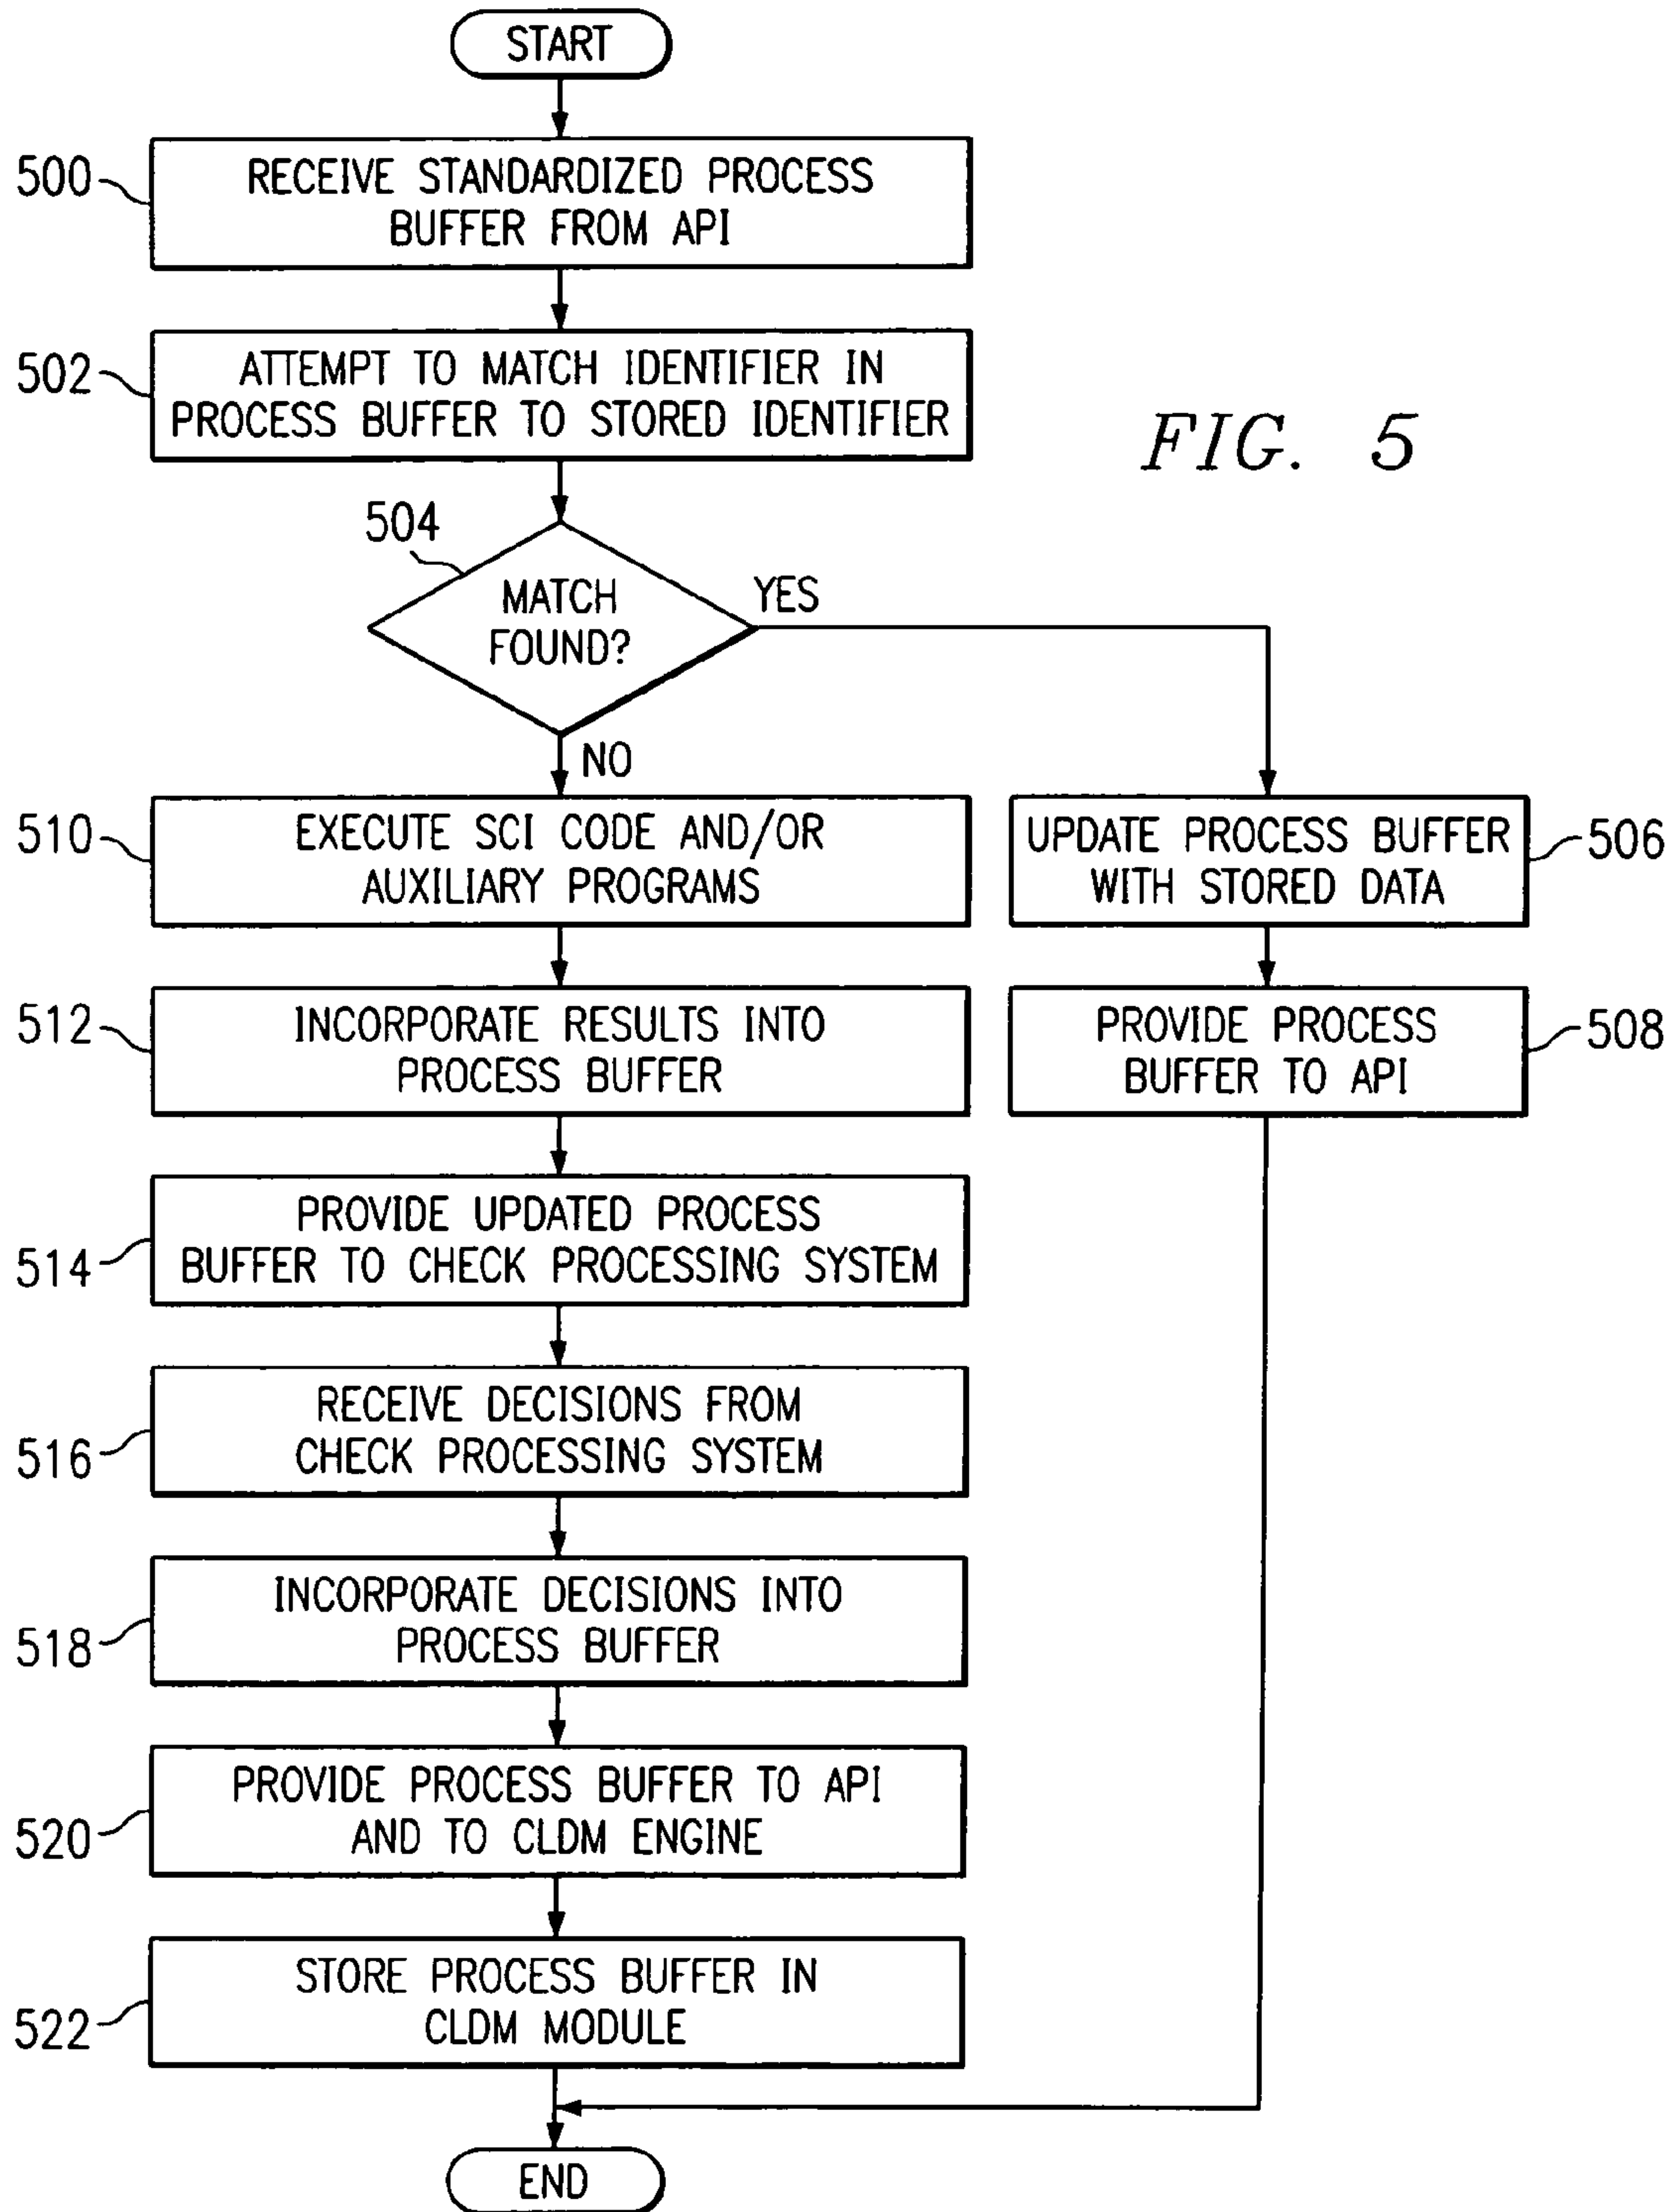 START
500
RECEIVE STANDARDIZED PROCESS
BUFFER FROM API
502
ATTEMPT TO MATCH IDENTIFIER IN
PROCESS BUFFER TO STORED IDENTIFIER
FIG. 5
504
MATCH
FOUND?
YES
NO
510
EXECUTE SCI CODE AND/OR
AUXILIARY PROGRAMS
UPDATE PROCESS BUFFER
WITH STORED DATA
506
512
INCORPORATE RESULTS INTO
PROCESS BUFFER
PROVIDE PROCESS
BUFFER TO API
508
514
PROVIDE UPDATED PROCESS
BUFFER TO CHECK PROCESSING SYSTEM
516
RECEIVE DECISIONS FROM
CHECK PROCESSING SYSTEM
518
INCORPORATE DECISIONS INTO
PROCESS BUFFER
520
PROVIDE PROCESS BUFFER TO API
AND TO CLDM ENGINE
522
STORE PROCESS BUFFER IN
CLDM MODULE
END